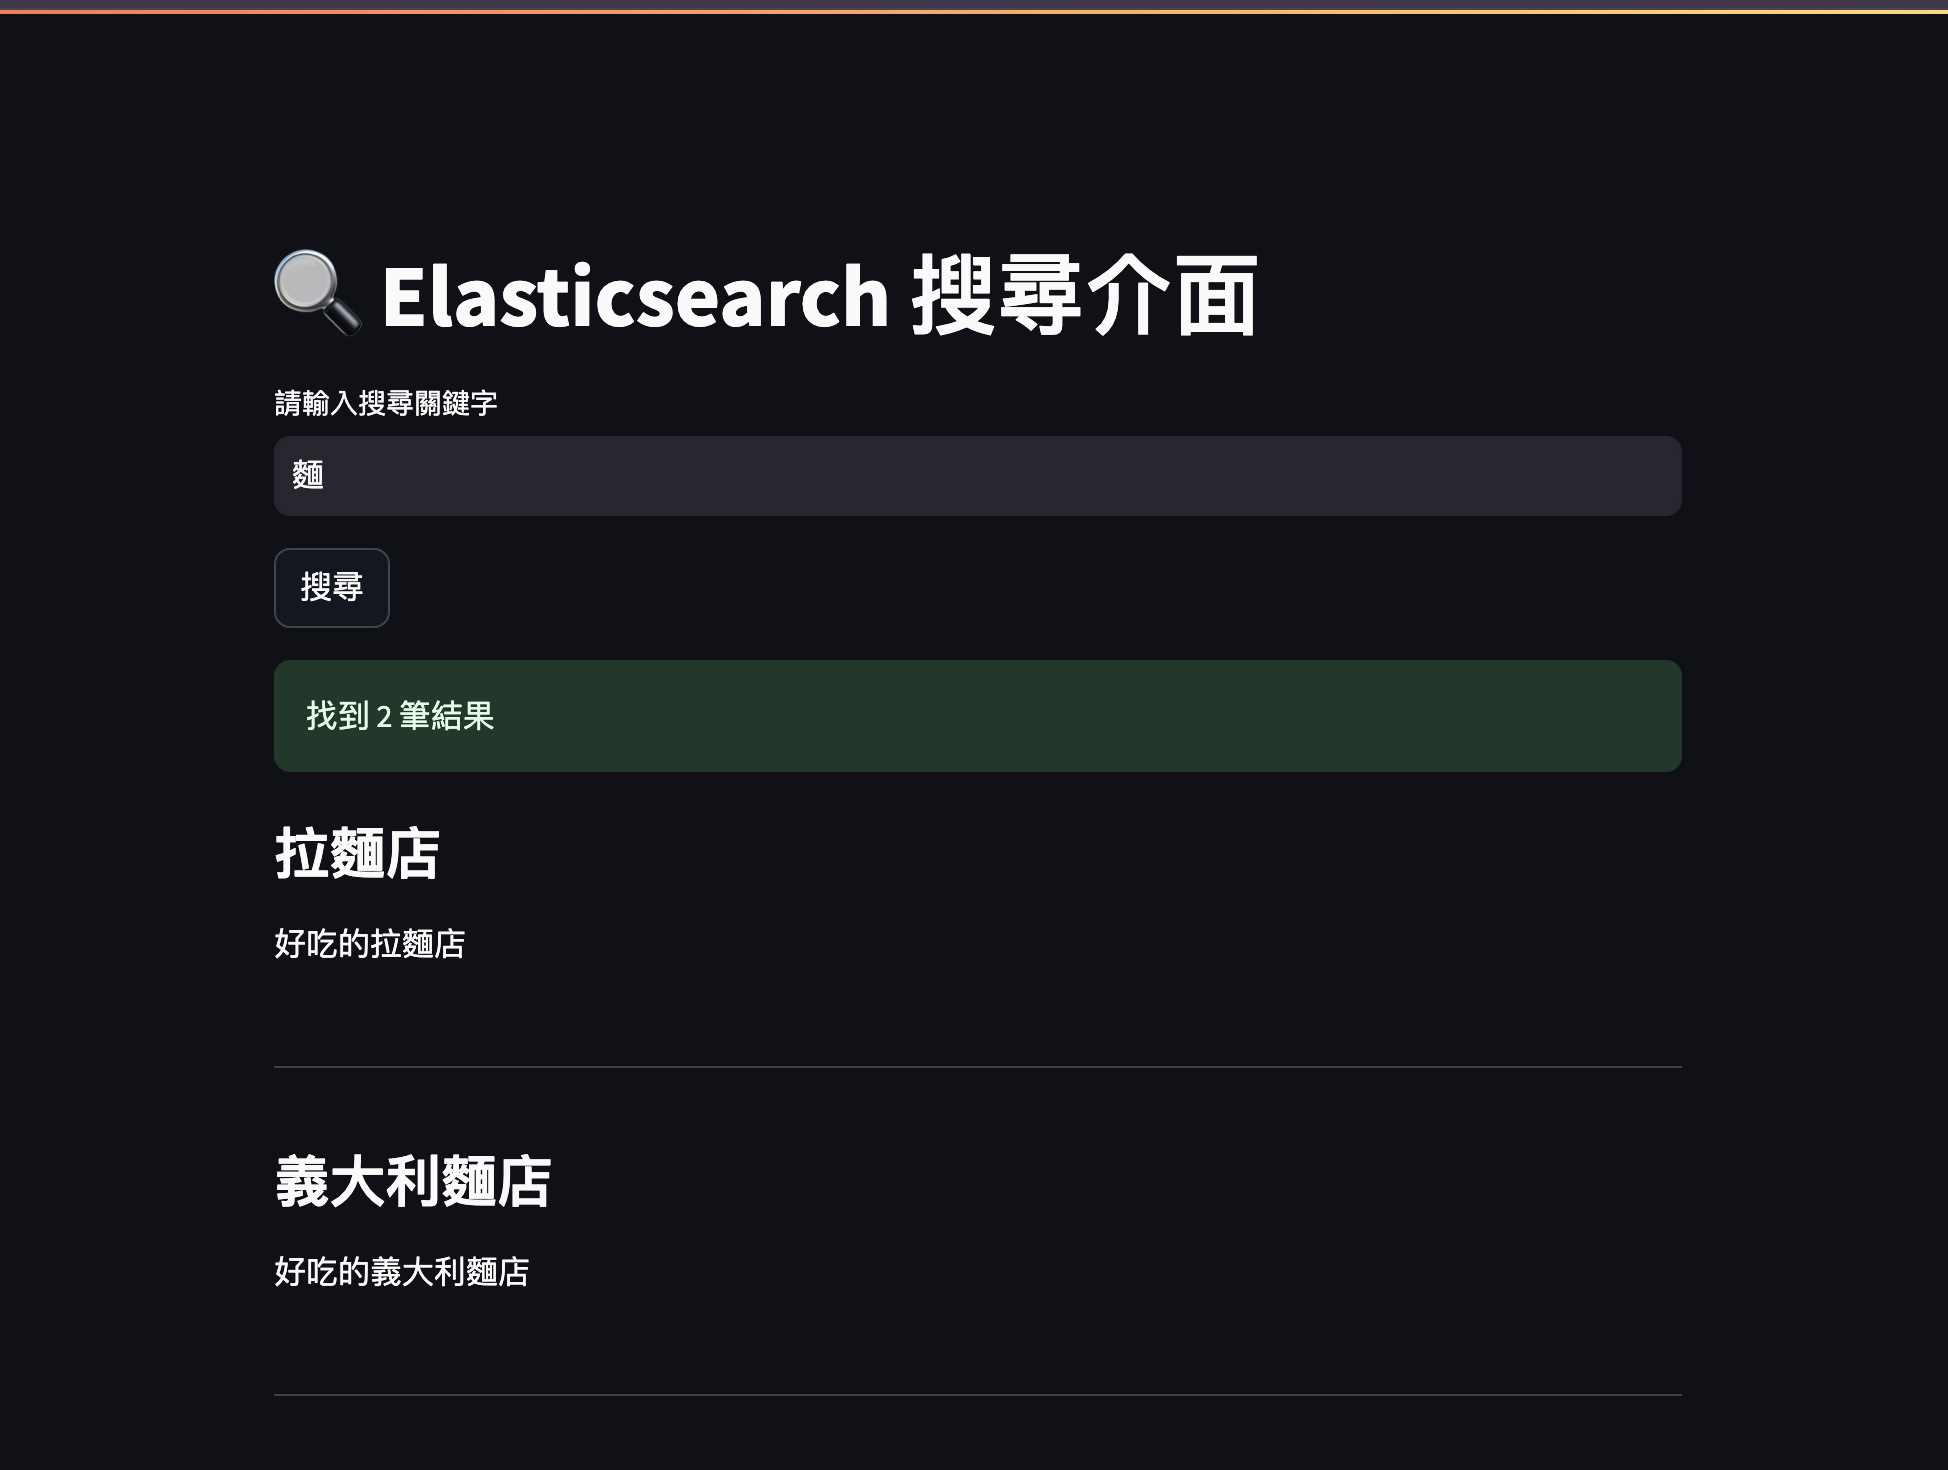 Elasticsearch 搜尋介面
請輸入搜尋關鍵字
麵
搜尋
找到 2 筆結果
拉麵店
好吃的拉麵店
義大利麵店
好吃的義大利麵店